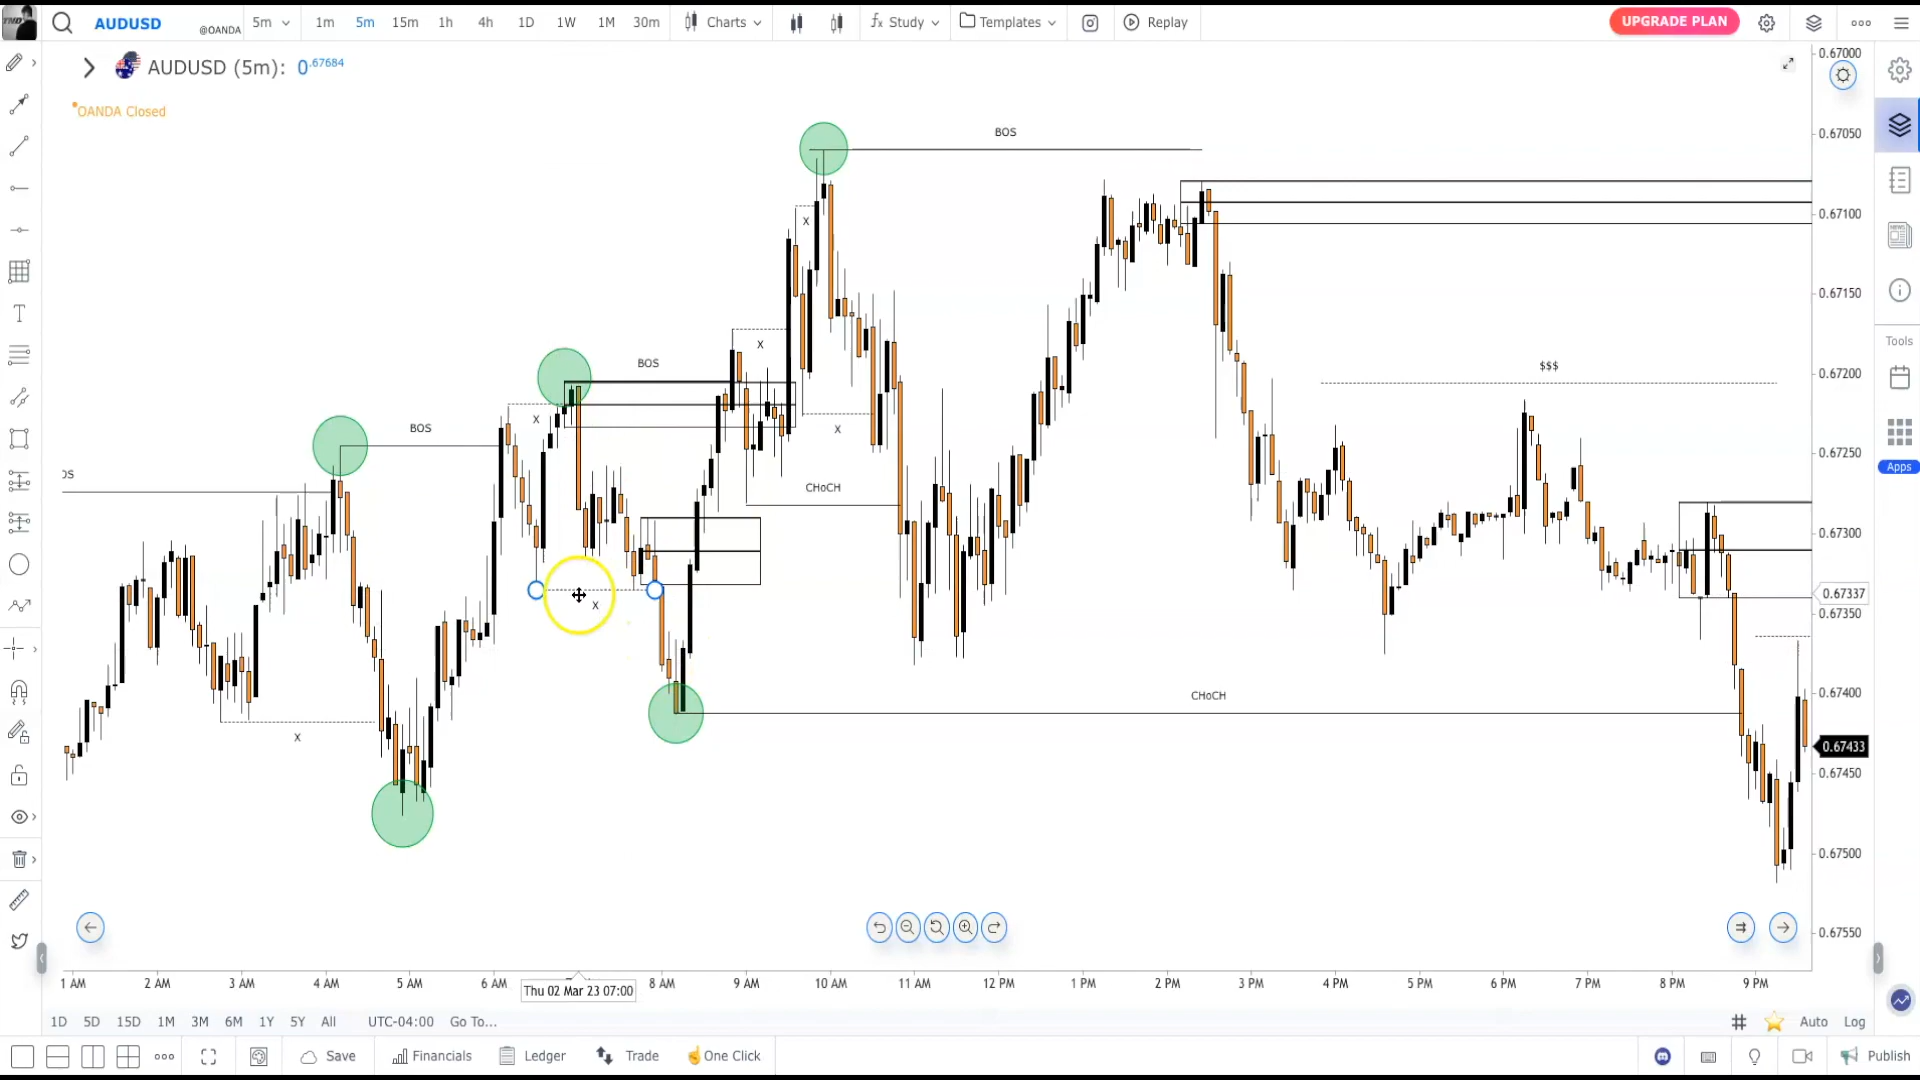 AUDUSD @OANDA 5m 1m 5m 15m 1h 4h 1D 1W 1M 30m Charts fx Study Templates Replay UPGRADE PLAN
AUDUSD (5m): 0.67684
OANDA Closed
0.67000
BOS
0.67050
0.67100
X
0.67150
X
$$$
BOS
0.67200
X
BOS
X
0.67250
OS
CHoCH
0.67300
X
0.67337
0.67350
CHoCH
0.67400
X
0.67433
0.67450
0.67500
0.67550
NEWS
Tools
Apps
1 AM 2 AM 3 AM 4 AM 5 AM 6 AM Thu 02 Mar 23 07:00 8 AM 9 AM 10 AM 11 AM 12 PM 1 PM 2 PM 3 PM 4 PM 5 PM 6 PM 7 PM 8 PM 9 PM
1D 5D 15D 1M 3M 6M 1Y 5Y All UTC-04:00 Go To... Auto Log
Save Financials Ledger Trade One Click Publish